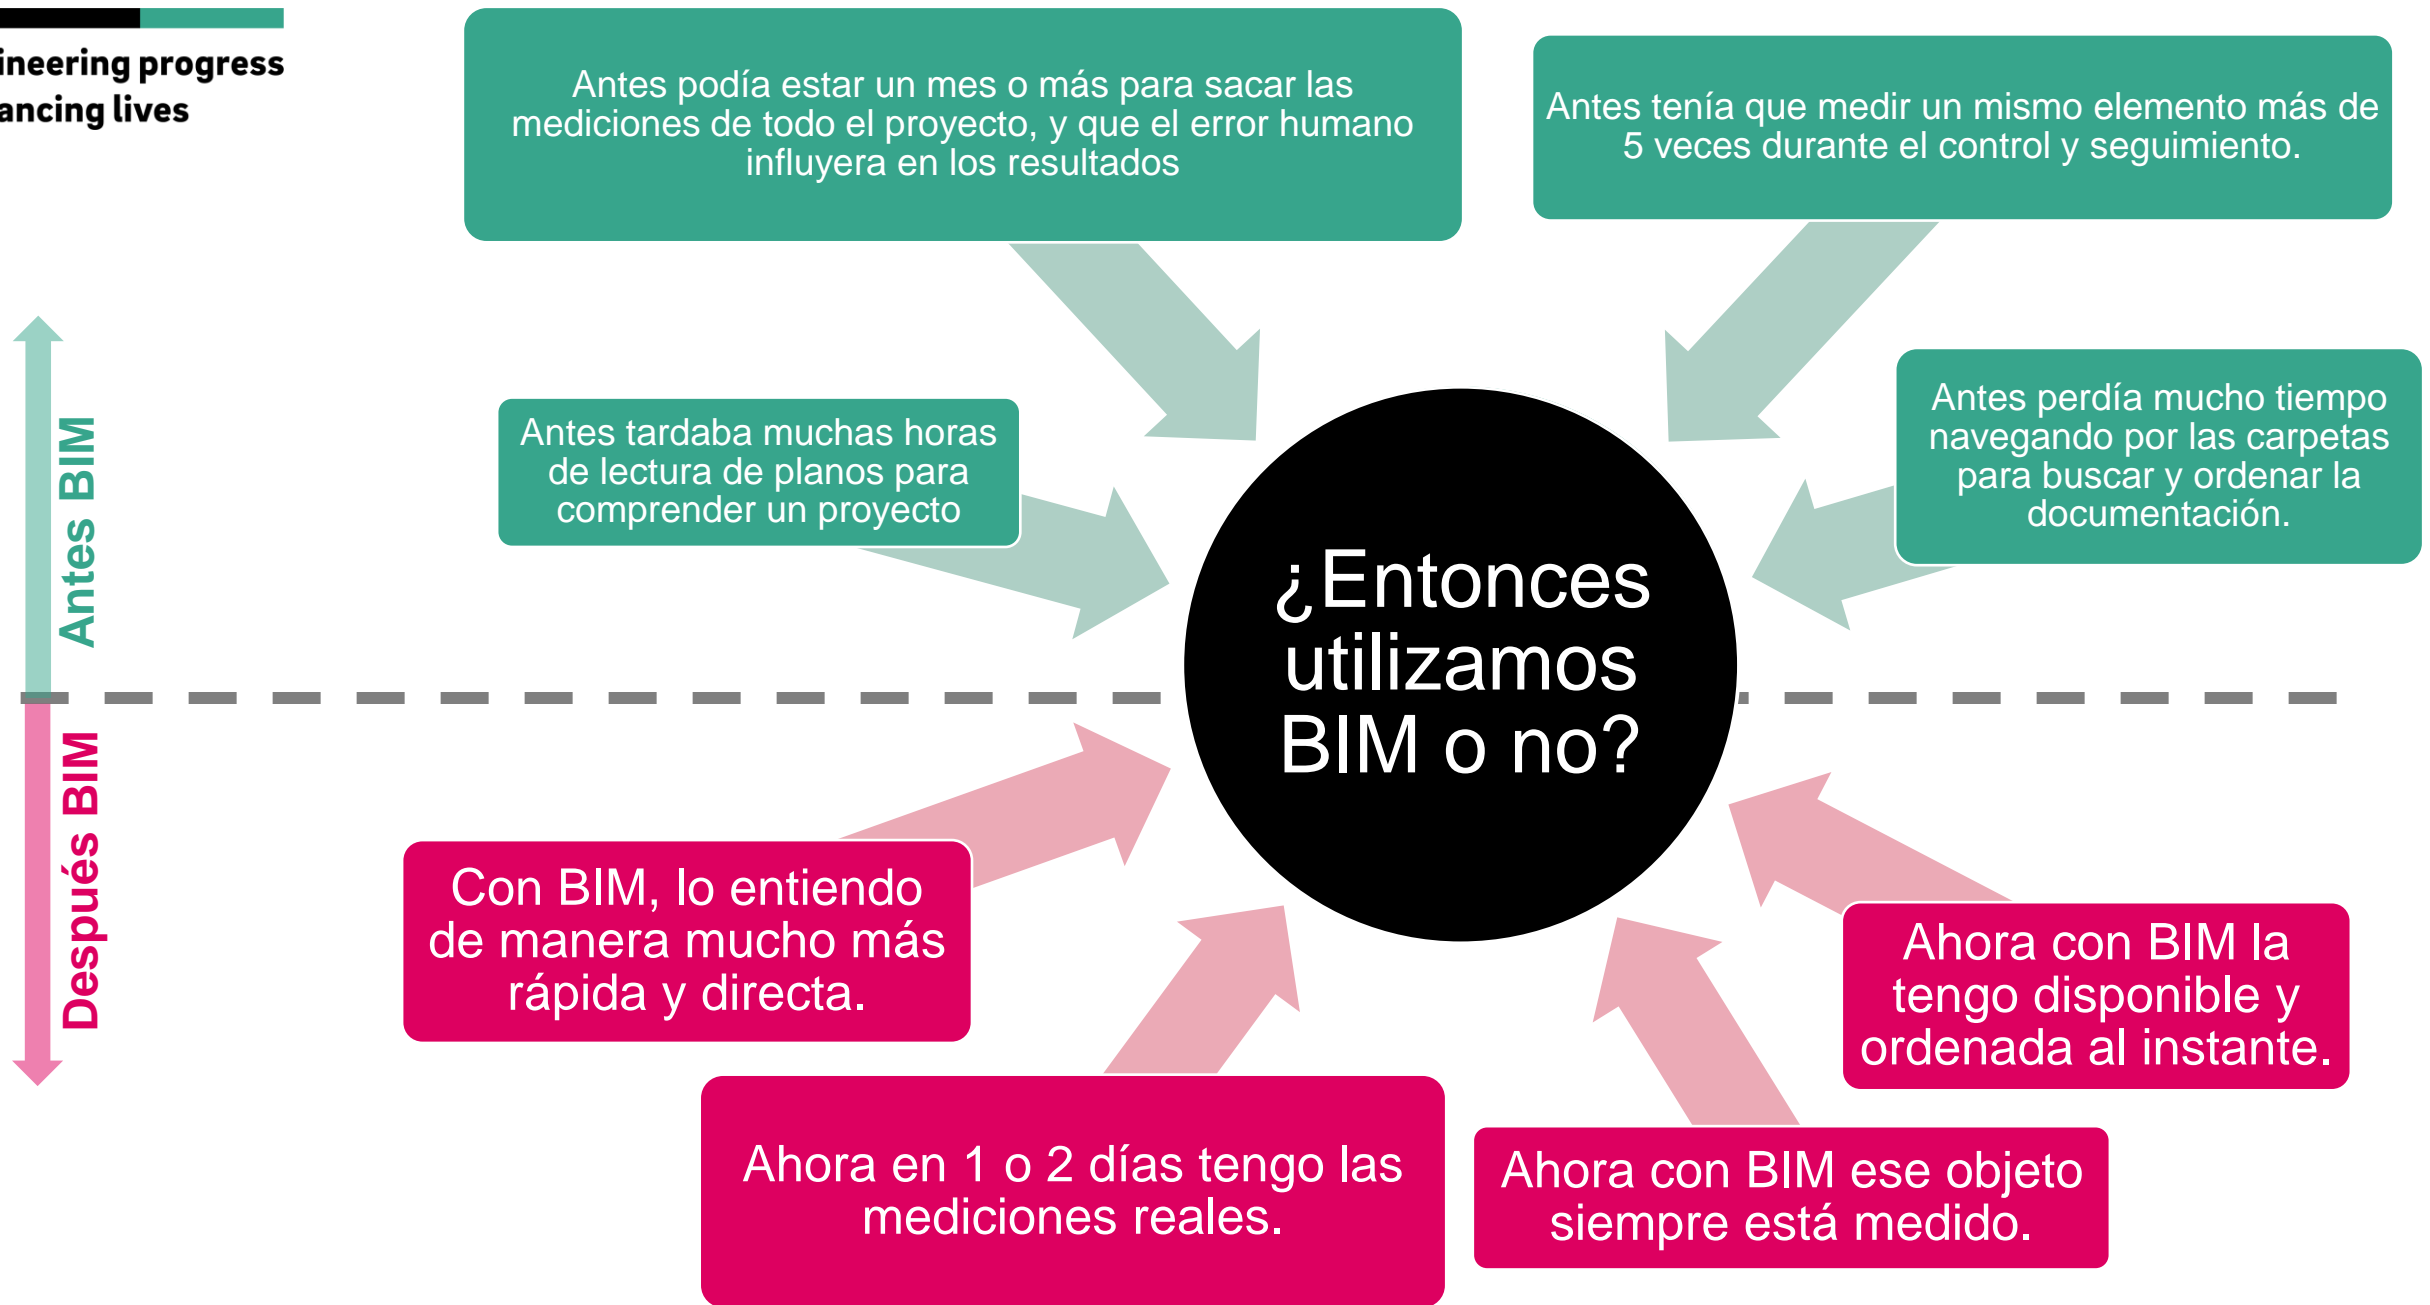 ineering progress
ancing lives
Antes podía estar un mes o más para sacar las
mediciones de todo el proyecto, y que el error humano
influyera en los resultados
Antes tenía que medir un mismo elemento más de
5 veces durante el control y seguimiento.
Antes tardaba muchas horas
de lectura de planos para
comprender un proyecto
Antes perdía mucho tiempo
navegando por las carpetas
para buscar y ordenar la
documentación.
Antes BIM
¿Entonces
utilizamos
BIM o no?
Después BIM
Con BIM, lo entiendo
de manera mucho más
rápida y directa.
Ahora con BIM la
tengo disponible y
ordenada al instante.
Ahora en 1 o 2 días tengo las
mediciones reales.
Ahora con BIM ese objeto
siempre está medido.